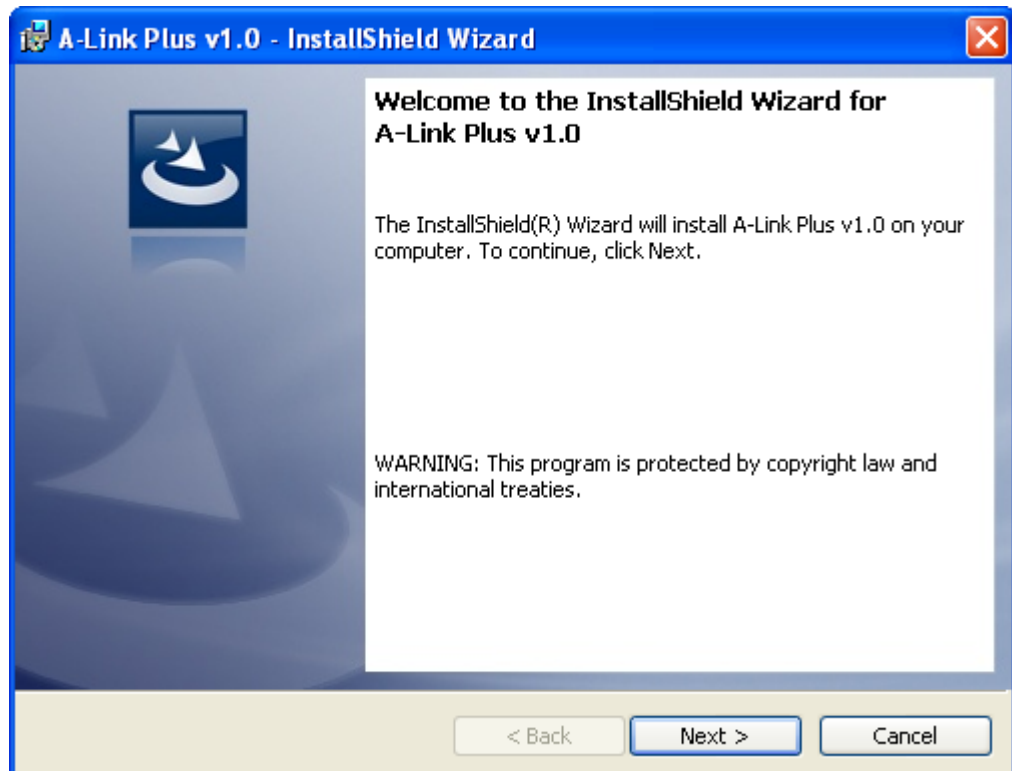 A-Link Plus v1.0 - InstallShield Wizard
Welcome to the InstallShield Wizard for
A-Link Plus v1.0
The InstallShield(R) Wizard will install A-Link Plus v1.0 on your
computer. To continue, click Next.
WARNING: This program is protected by copyright law and
international treaties.
< Back
Next >
Cancel